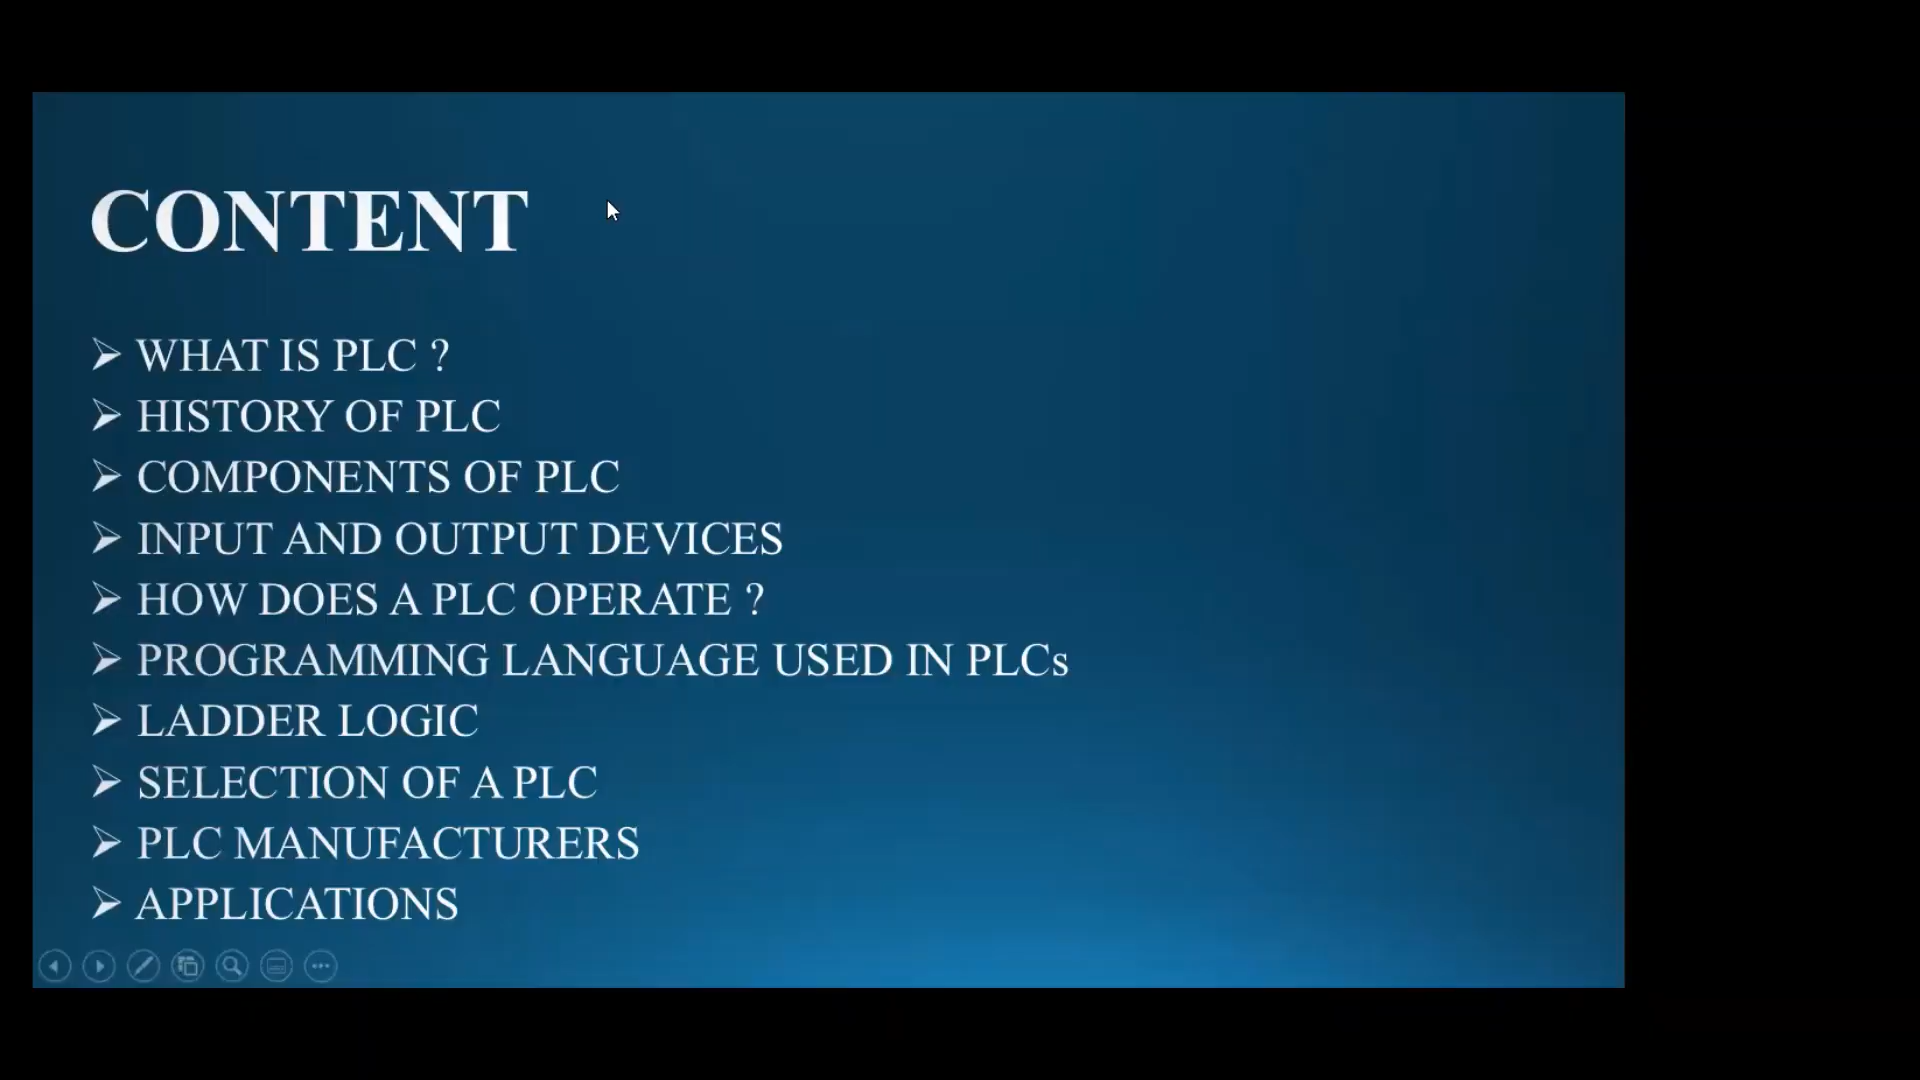 CONTENT
➢ WHAT IS PLC ?
➢ HISTORY OF PLC
➢ COMPONENTS OF PLC
➢ INPUT AND OUTPUT DEVICES
➢ HOW DOES A PLC OPERATE ?
➢ PROGRAMMING LANGUAGE USED IN PLCs
➢ LADDER LOGIC
➢ SELECTION OF A PLC
➢ PLC MANUFACTURERS
➢ APPLICATIONS